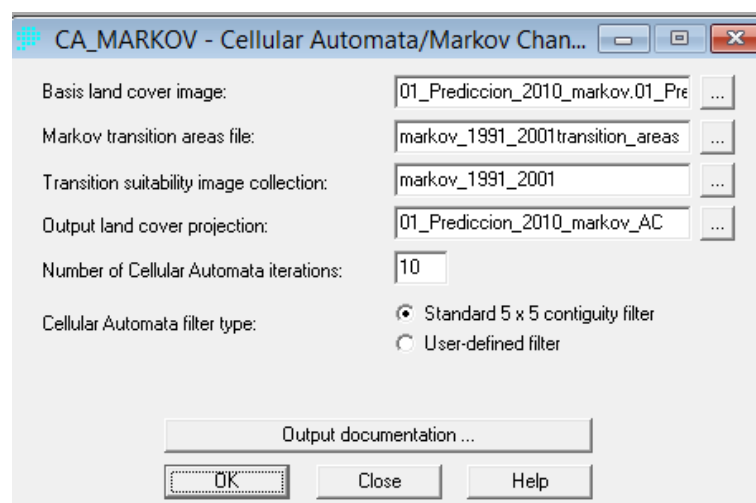 CA_MARKOV - Cellular Automata/Markov Chan...
Basis land cover image: 01_Prediccion_2010_markov.01_Pre ...
Markov transition areas file: markov_1991_2001transition_areas ...
Transition suitability image collection: markov_1991_2001 ...
Output land cover projection: 01_Prediccion_2010_markov_AC ...
Number of Cellular Automata iterations: 10
Cellular Automata filter type: Standard 5 x 5 contiguity filter
User-defined filter
Output documentation ...
OK Close Help